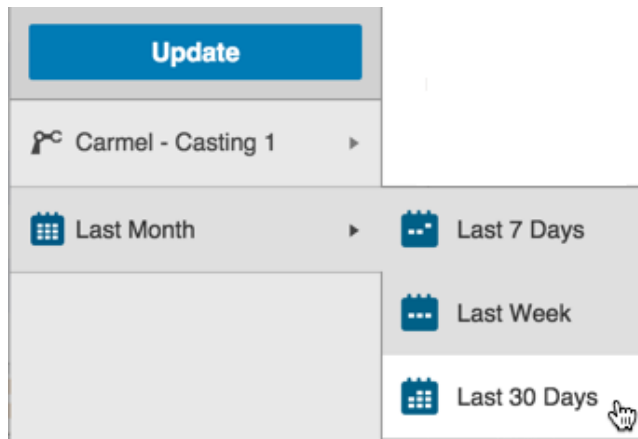 Update
Carmel - Casting 1
Last Month
Last 7 Days
Last Week
Last 30 Days